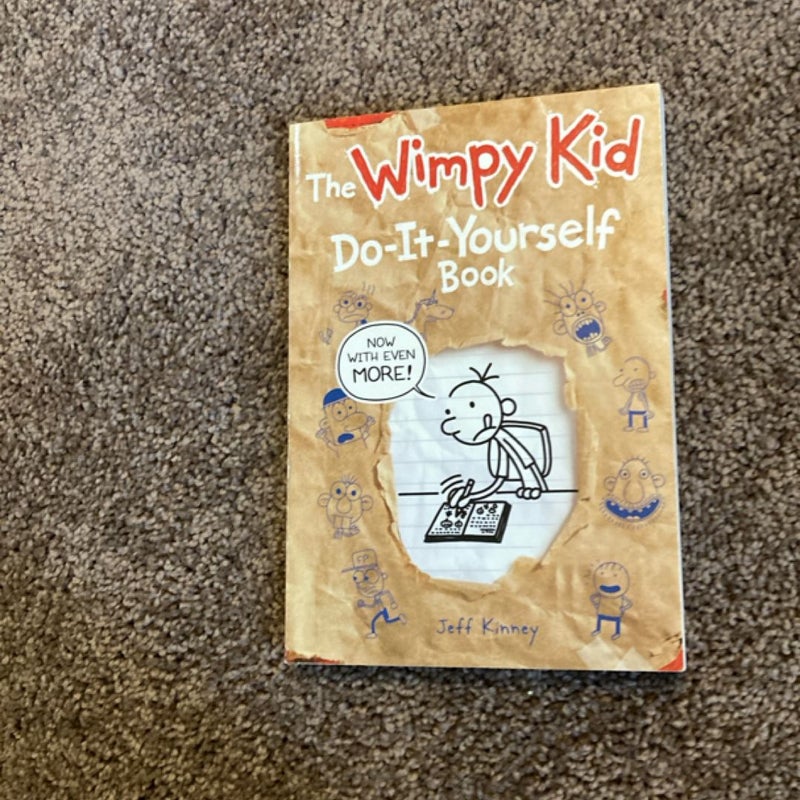 The Wimpy Kid
Do-It-Yourself
Book
NOW
WITH EVEN
MORE!
Jeff Kinney